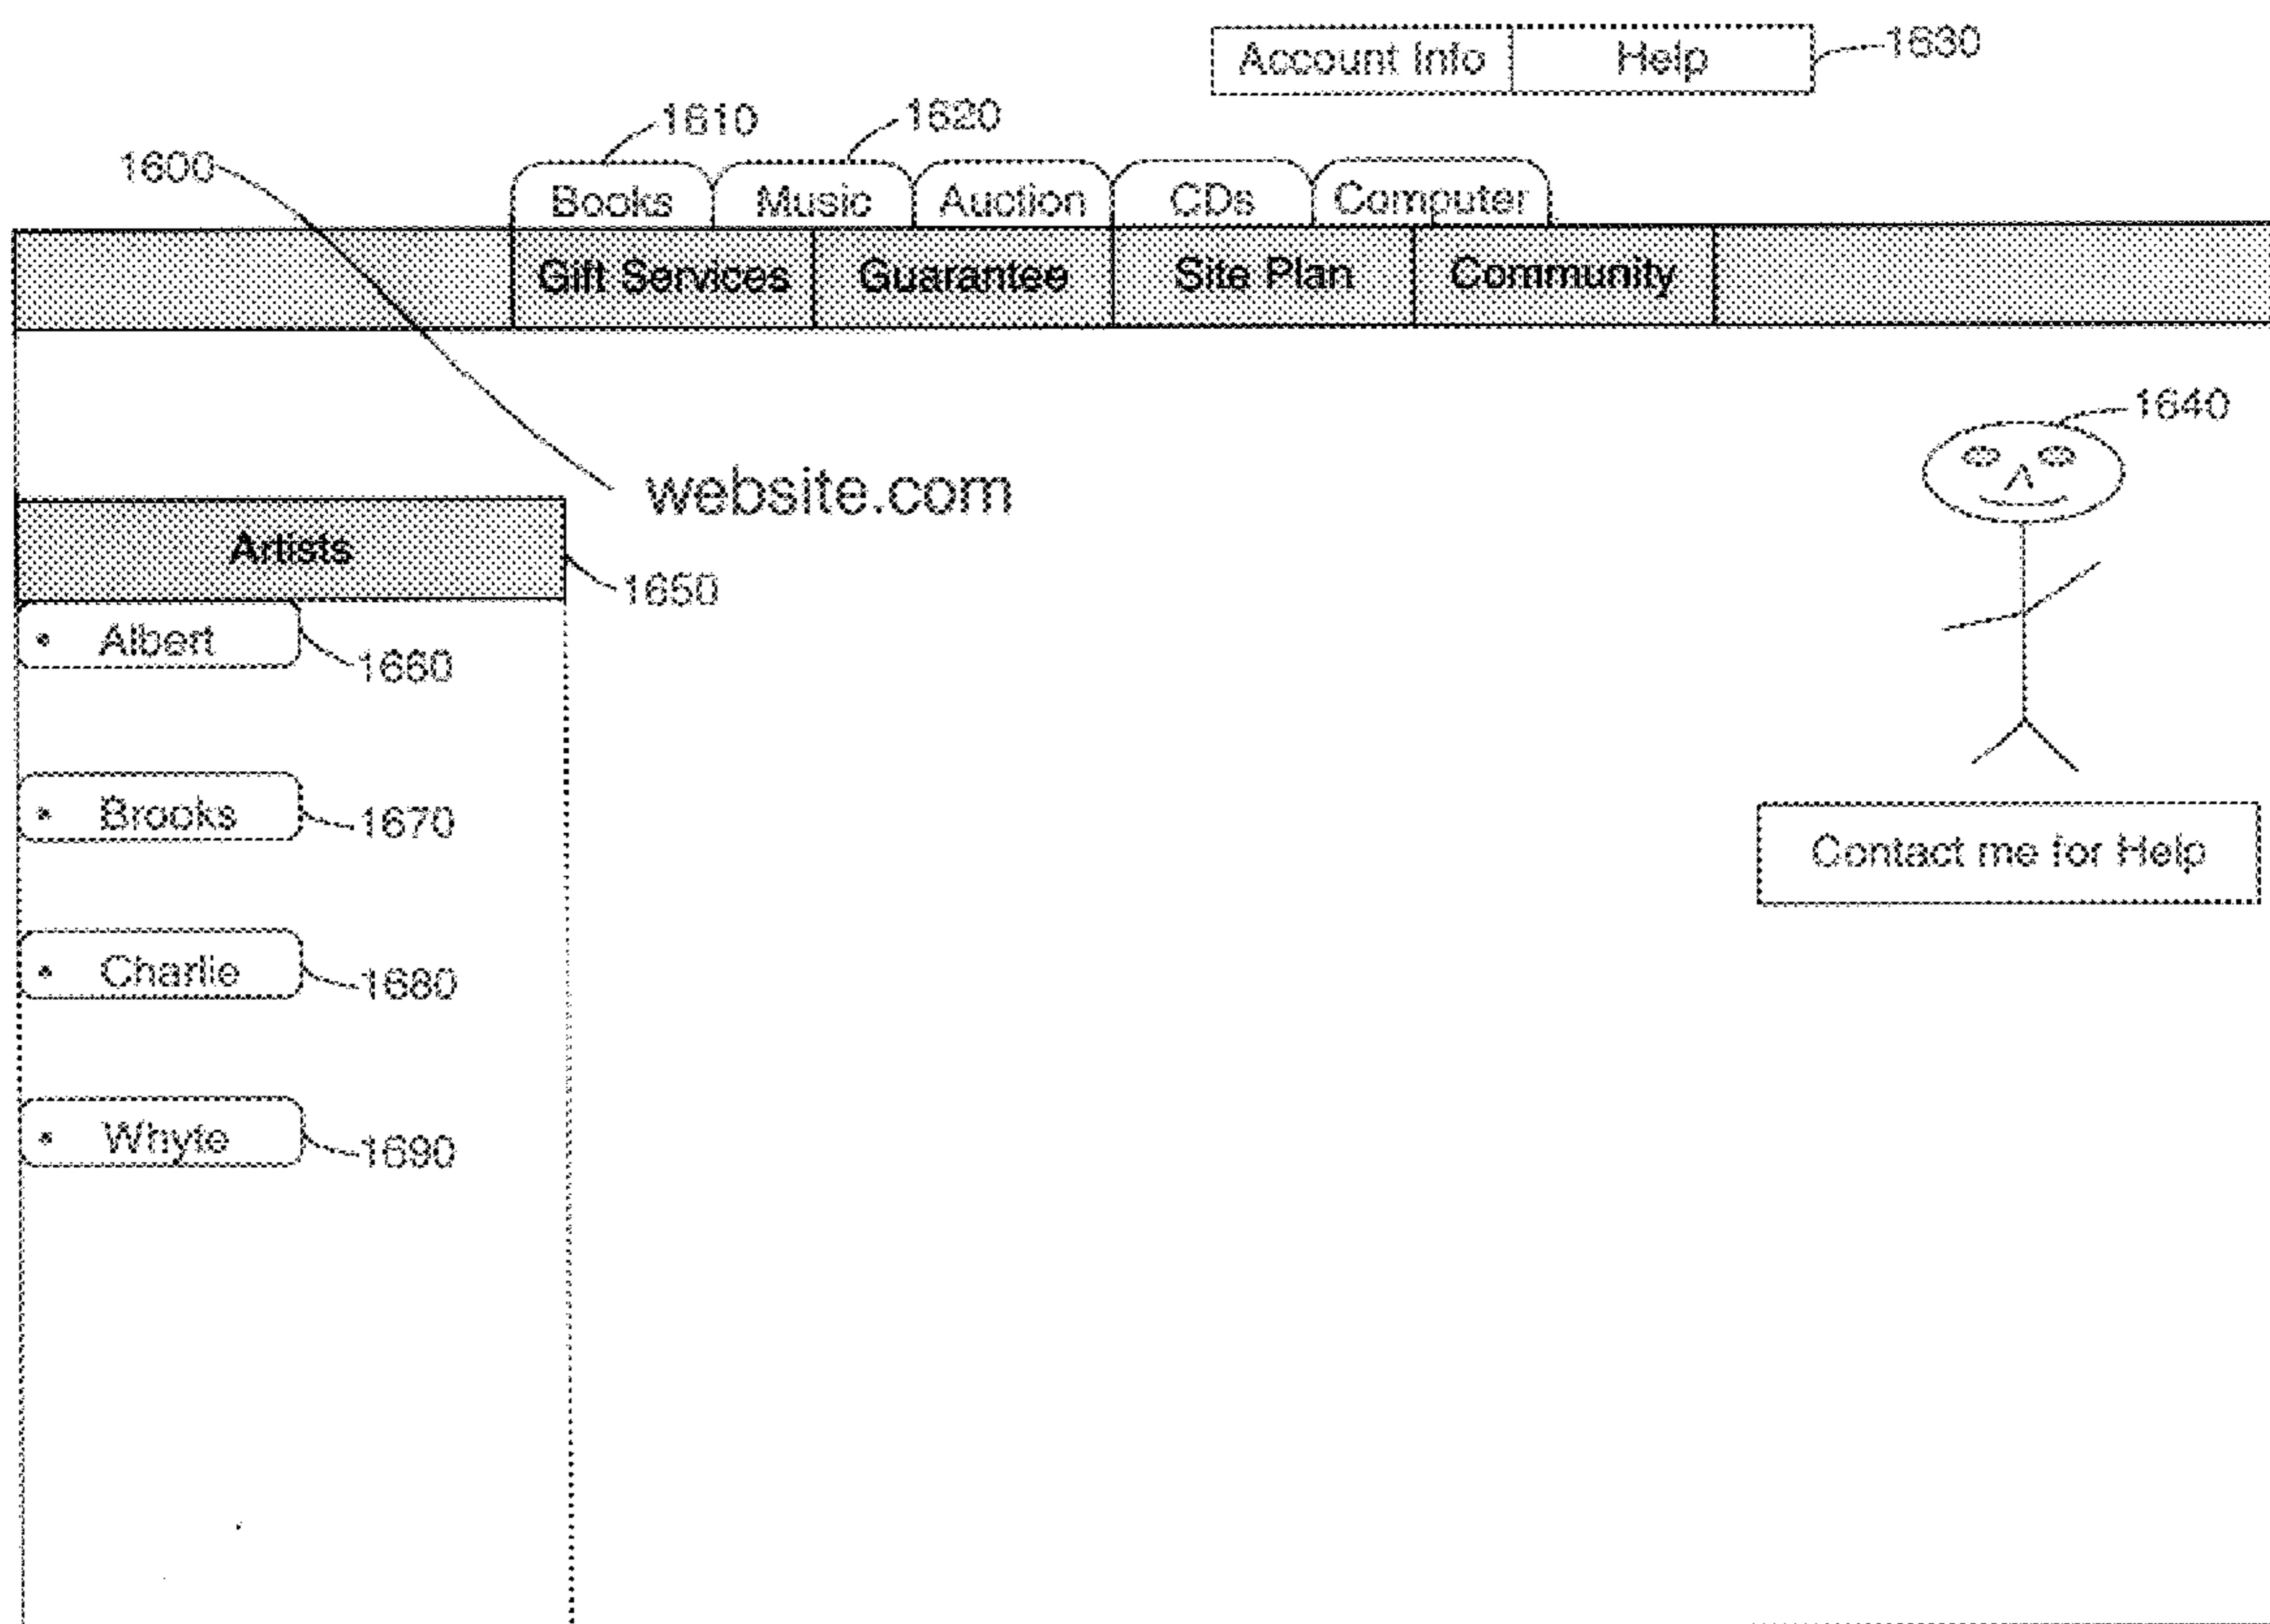 Account Info Help 1630
1610 1620
1600
Books Music Auction CDs Computer
Gift Services Guarantee Site Plan Community
1640
website.com
Artists
1650
• Albert
1660
• Brooks
1670
Contact me for Help
• Charlie
1680
• Whyte
1690